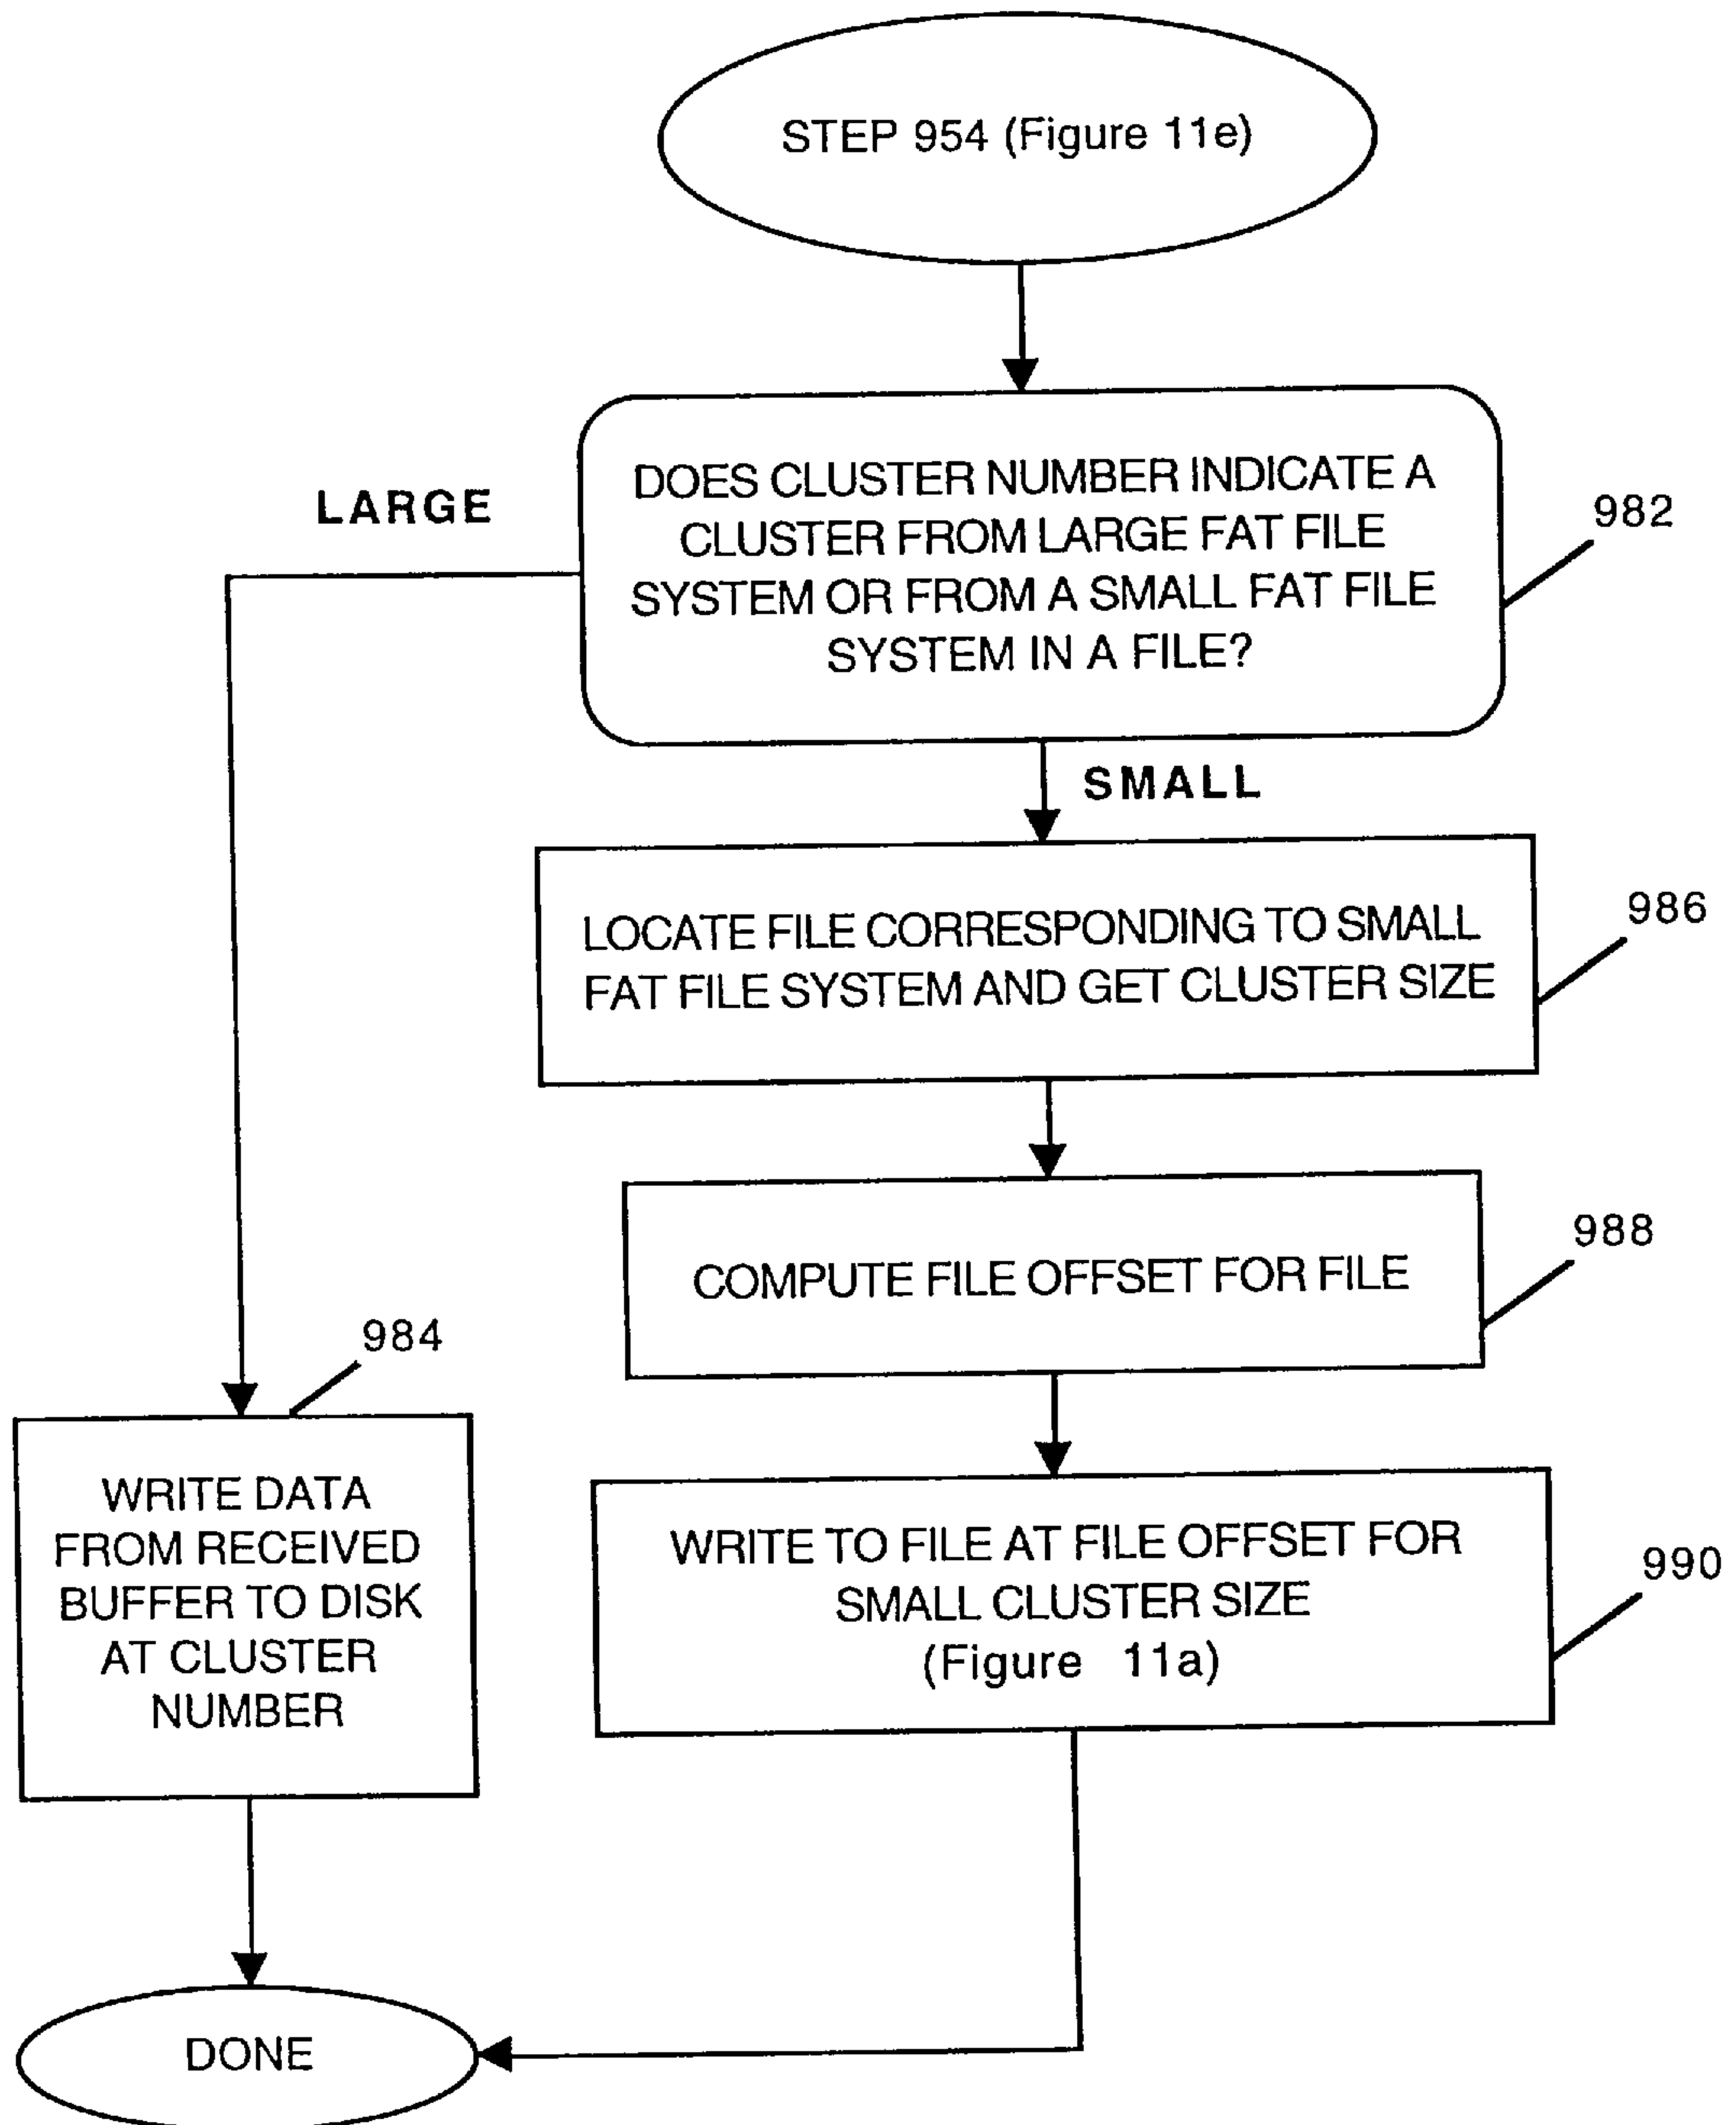 STEP 954 (Figure 11e)
DOES CLUSTER NUMBER INDICATE A
CLUSTER FROM LARGE FAT FILE
SYSTEM OR FROM A SMALL FAT FILE
SYSTEM IN A FILE?
982
LARGE
SMALL
LOCATE FILE CORRESPONDING TO SMALL
FAT FILE SYSTEM AND GET CLUSTER SIZE
986
COMPUTE FILE OFFSET FOR FILE
988
984
WRITE DATA
FROM RECEIVED
BUFFER TO DISK
AT CLUSTER
NUMBER
WRITE TO FILE AT FILE OFFSET FOR
SMALL CLUSTER SIZE
(Figure 11a)
990
DONE